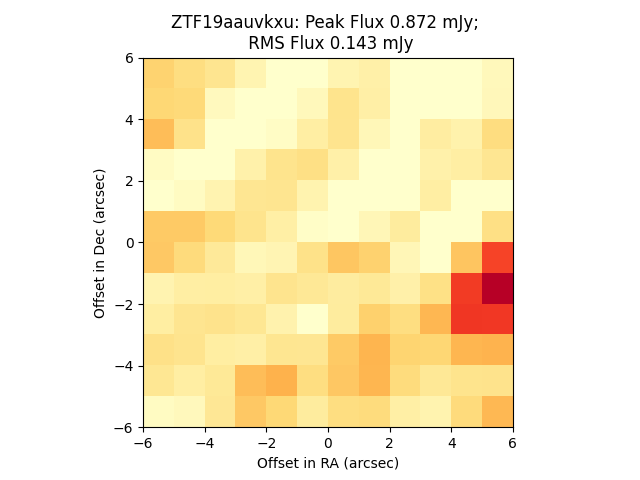 ZTF19aauvkxu: Peak Flux 0.872 mJy;
RMS Flux 0.143 mJy
6
4
2
0
−2
−4
−6
Offset in Dec (arcsec)
−6 −4 −2 0 2 4 6
Offset in RA (arcsec)